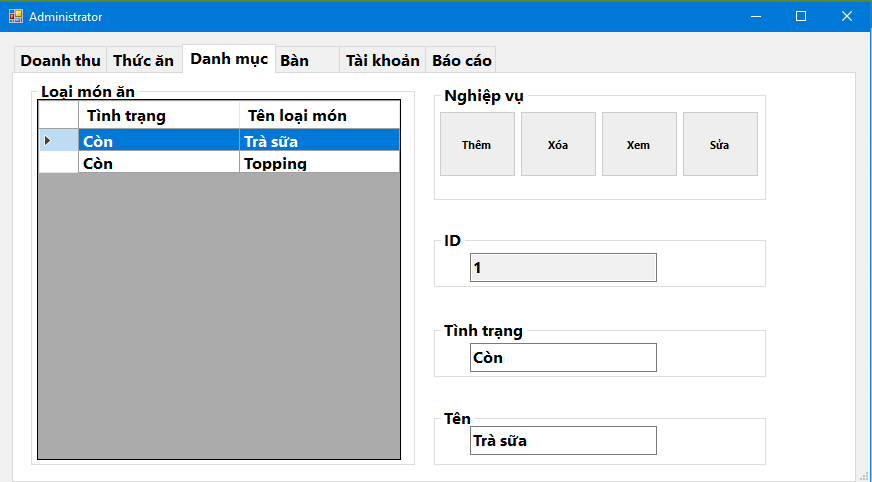 Administrator
Doanh thu Thức ăn Danh mục Bàn Tài khoản Báo cáo
Loại món ăn
Tình trạng Tên loại món
Còn Trà sữa
Còn Topping
Nghiệp vụ
Thêm Xóa Xem Sửa
ID
1
Tình trạng
Còn
Tên
Trà sữa